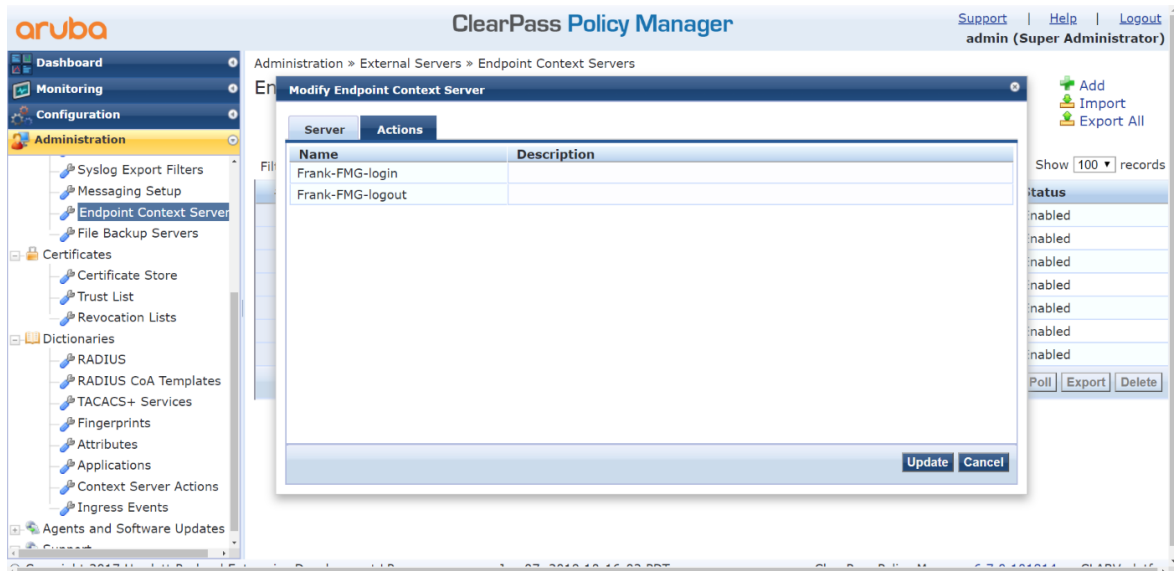 aruba
ClearPass Policy Manager
Support | Help | Logout
admin (Super Administrator)
Dashboard
Monitoring
Configuration
Administration
Syslog Export Filters
Messaging Setup
Endpoint Context Server
File Backup Servers
Certificates
Certificate Store
Trust List
Revocation Lists
Dictionaries
RADIUS
RADIUS CoA Templates
TACACS+ Services
Fingerprints
Attributes
Applications
Context Server Actions
Ingress Events
Agents and Software Updates
Administration » External Servers » Endpoint Context Servers
En
Add
Import
Export All
Modify Endpoint Context Server
Server Actions
Name Description
Frank-FMG-login
Frank-FMG-logout
Update Cancel
Fil
Show 100 records
tatus
nabled
nabled
nabled
nabled
nabled
nabled
nabled
Poll Export Delete